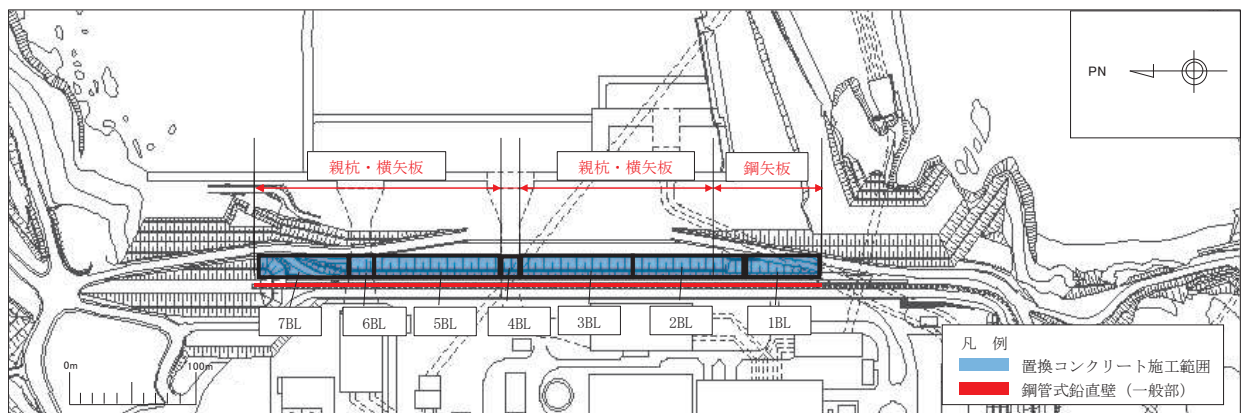 PN
親杭・横矢板
親杭・横矢板
鋼矢板
7BL
6BL
5BL
4BL
3BL
2BL
1BL
0m
100m
凡 例
置換コンクリート施工範囲
鋼管式鉛直壁（一般部）